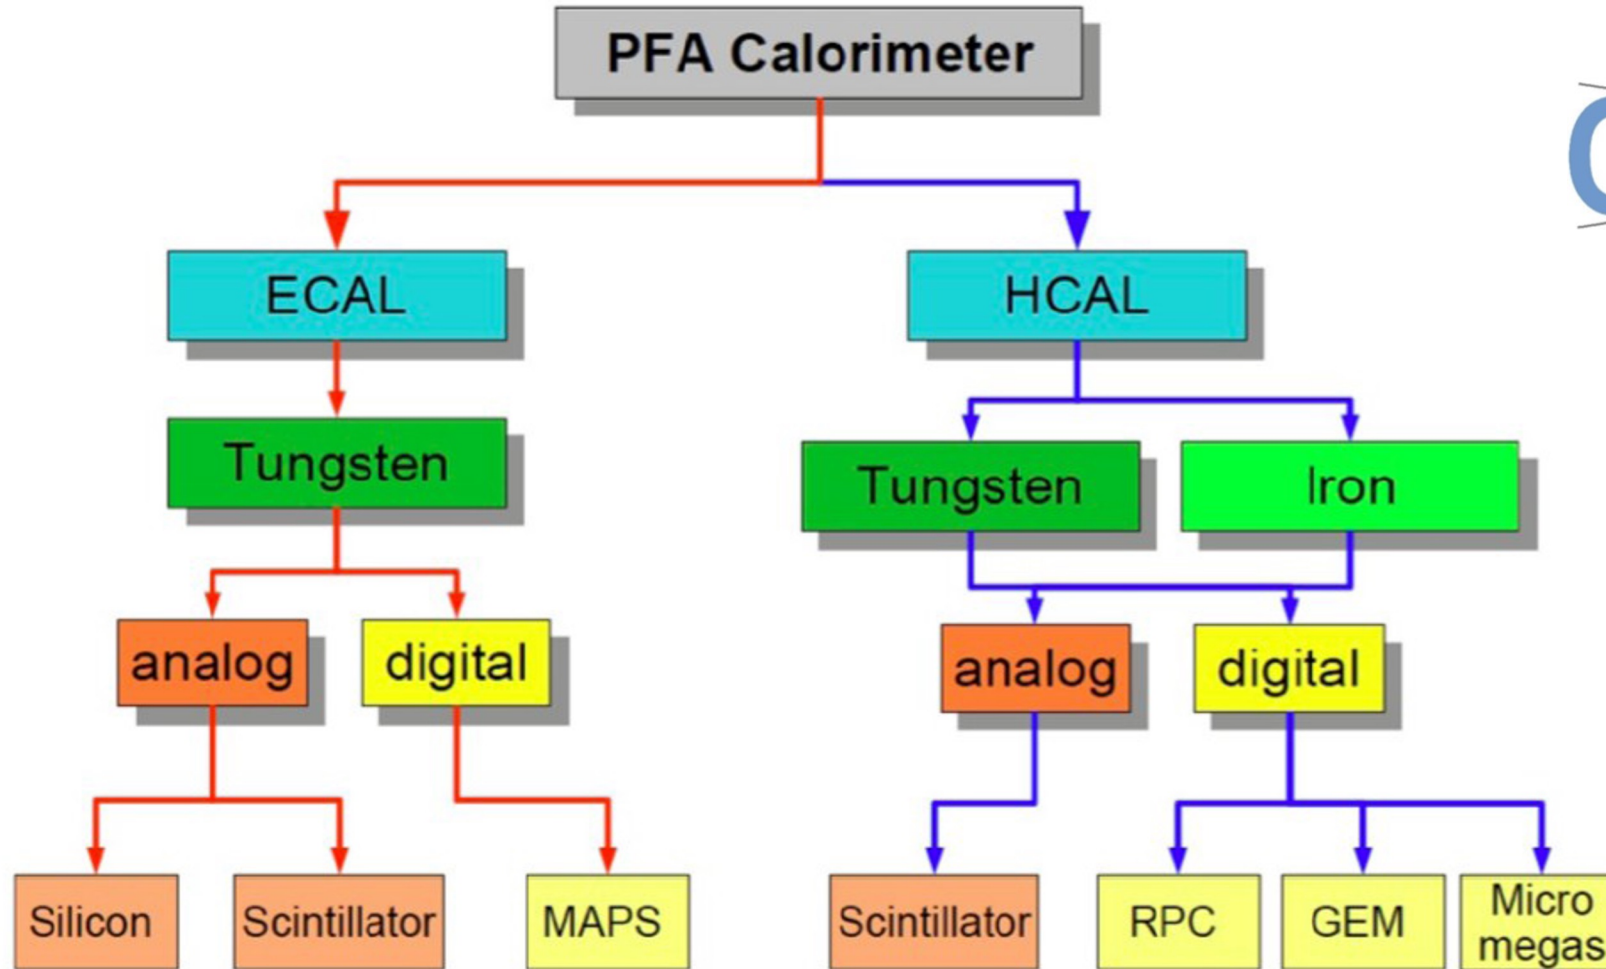 PFA Calorimeter
ECAL
HCAL
Tungsten
Tungsten
Iron
analog
digital
analog
digital
Silicon
Scintillator
MAPS
Scintillator
RPC
GEM
Micro
megas